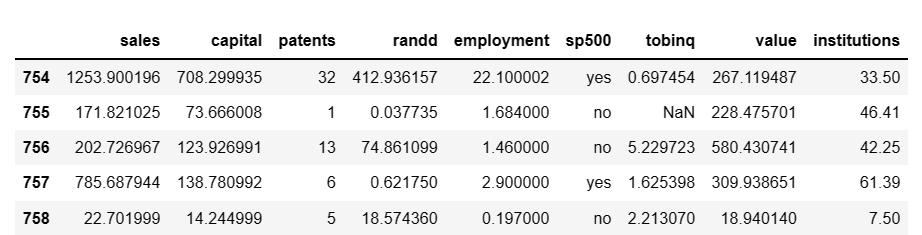 sales capital patents randd employment sp500 tobinq value institutions
754 1253.900196 708.299935 32 412.936157 22.100002 yes 0.697454 267.119487 33.50
755 171.821025 73.666008 1 0.037735 1.684000 no NaN 228.475701 46.41
756 202.726967 123.926991 13 74.861099 1.460000 no 5.229723 580.430741 42.25
757 785.687944 138.780992 6 0.621750 2.900000 yes 1.625398 309.938651 61.39
758 22.701999 14.244999 5 18.574360 0.197000 no 2.213070 18.940140 7.50